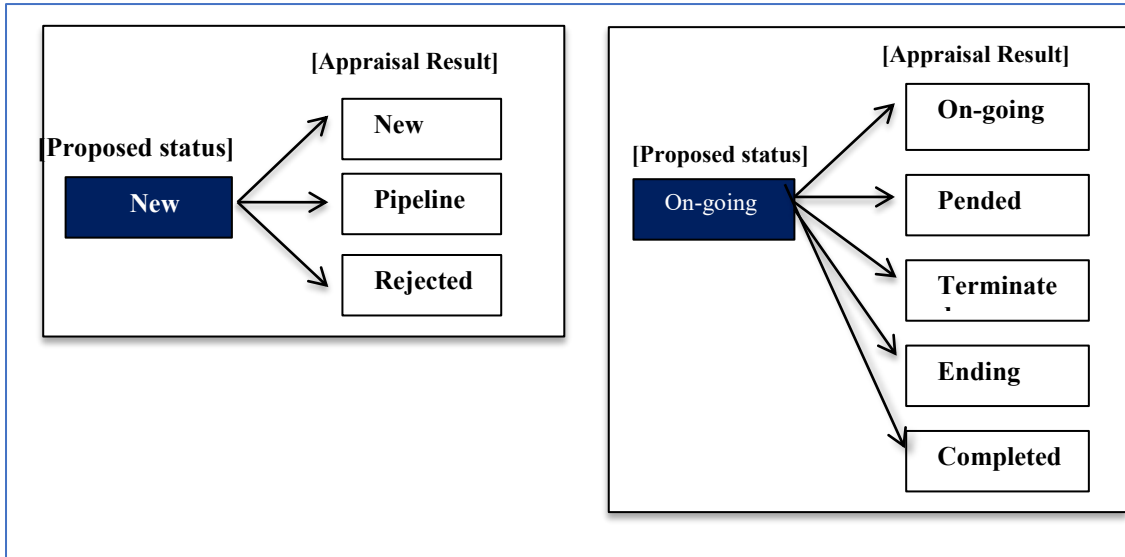 [Appraisal Result]
New
[Proposed status]
New
Pipeline
Rejected
[Appraisal Result]
On-going
[Proposed status]
On-going
Pended
Terminate
Ending
Completed